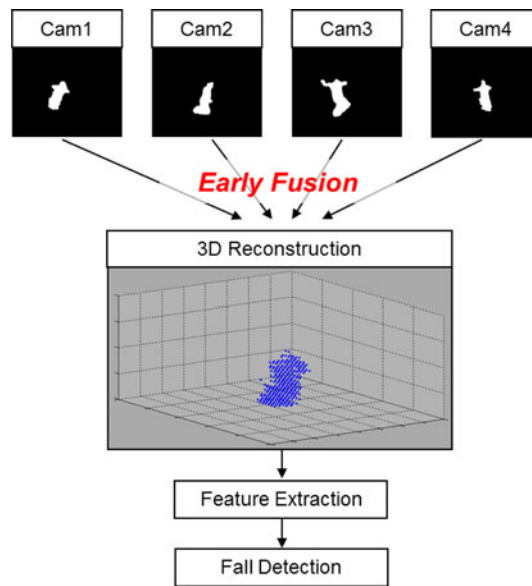 Cam1
Cam2
Cam3
Cam4
Early Fusion
3D Reconstruction
Feature Extraction
Fall Detection